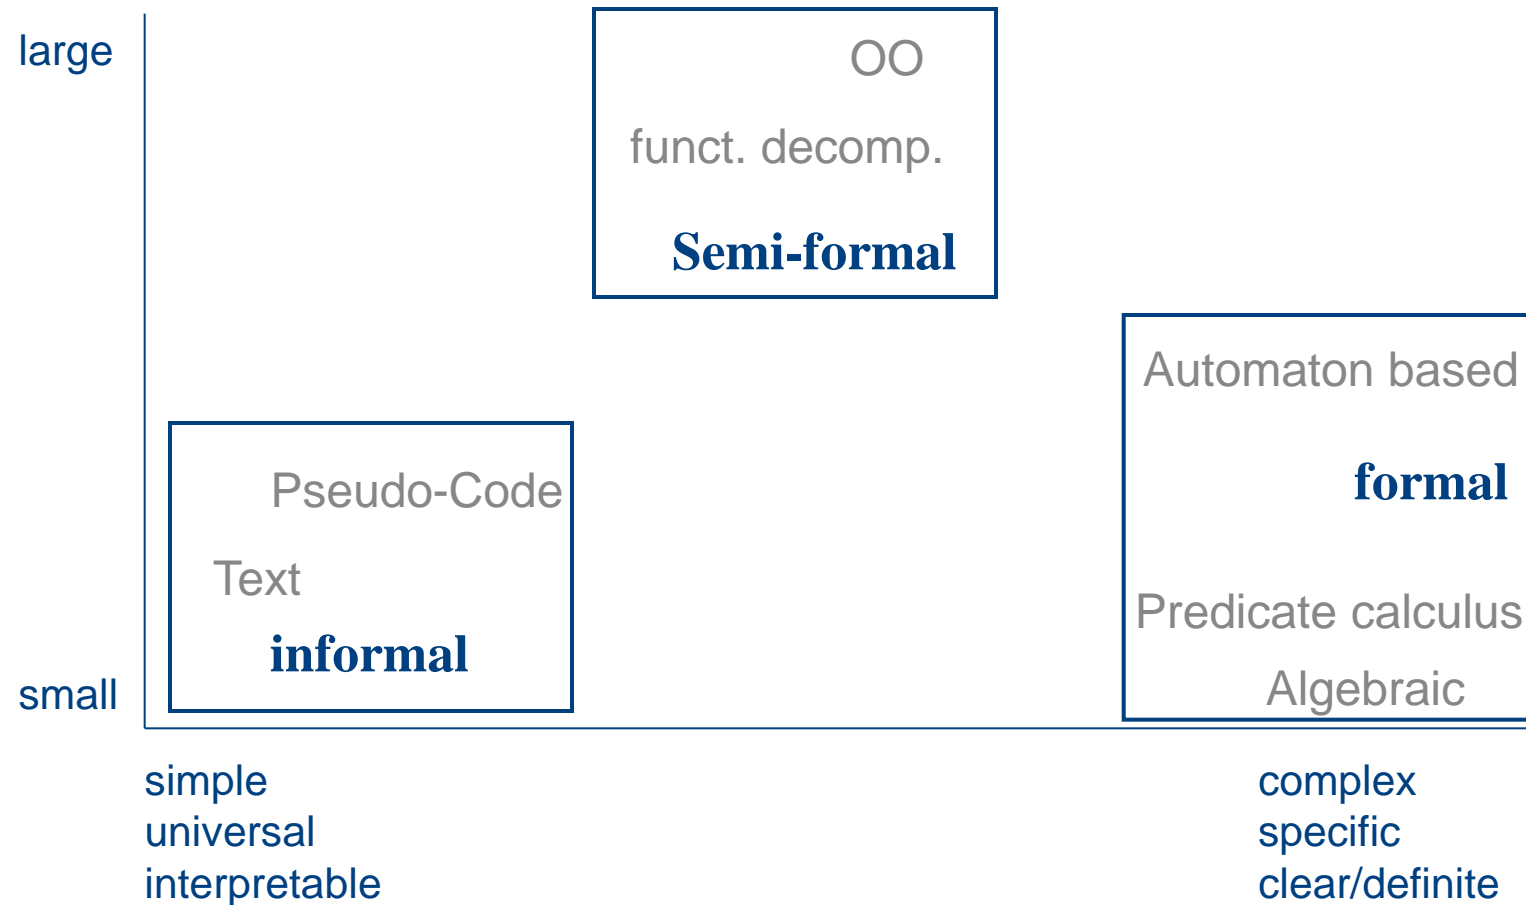 large
OO
funct. decomp.
Semi-formal
Automaton based
formal
Pseudo-Code
Text
Predicate calculus
informal
small
Algebraic
simple
universal
interpretable
complex
specific
clear/definite